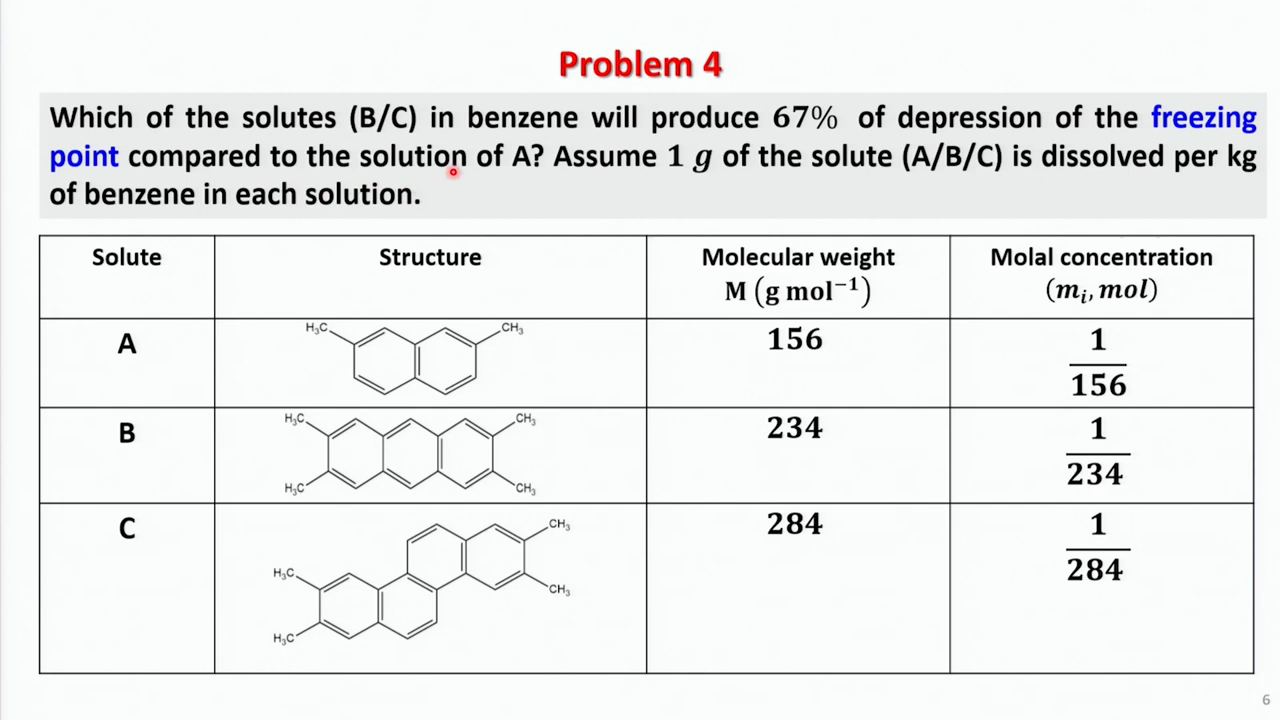 Problem 4
Which of the solutes (B/C) in benzene will produce 67% of depression of the freezing
point compared to the solution of A? Assume 1 g of the solute (A/B/C) is dissolved per kg
of benzene in each solution.
Solute
Structure
Molecular weight
M (g mol⁻¹)
Molal concentration
(mᵢ, mol)
A
H₃C
CH₃
156
1
156
B
H₃C
CH₃
H₃C
CH₃
234
1
234
C
CH₃
H₃C
CH₃
H₃C
284
1
284
6